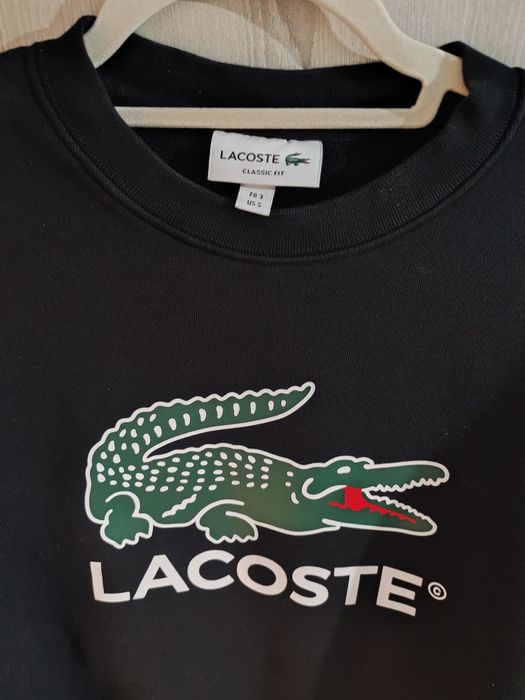 LACOSTE
CLASSIC FIT
FR 3
US S
LACOSTE